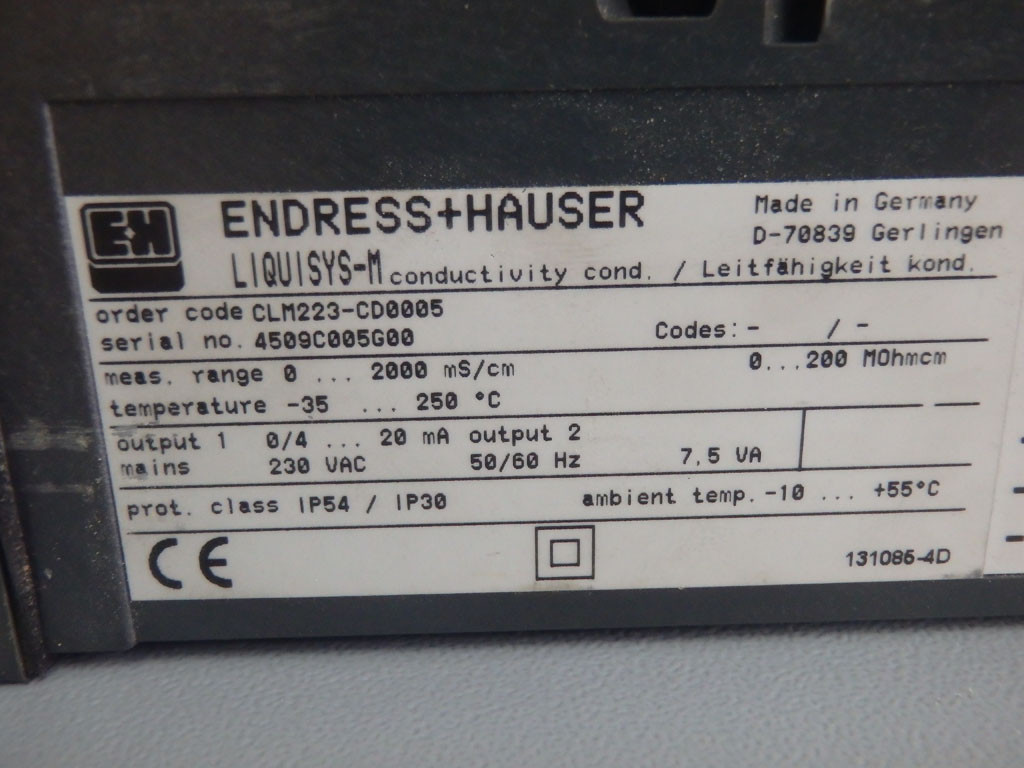 E+H ENDRESS+HAUSER Made in Germany
D-70839 Gerlingen
LIQUISYS-M conductivity cond. / Leitfähigkeit kond.
order code CLM223-CD0005
serial no. 4509C005G00 Codes: - / -
meas. range 0 ... 2000 mS/cm 0...200 MOhmcm
temperature -35 ... 250 °C
output 1 0/4 ... 20 mA output 2
mains 230 VAC 50/60 Hz 7,5 VA
prot. class IP54 / IP30 ambient temp. -10 ... +55°C
CE 131086-4D